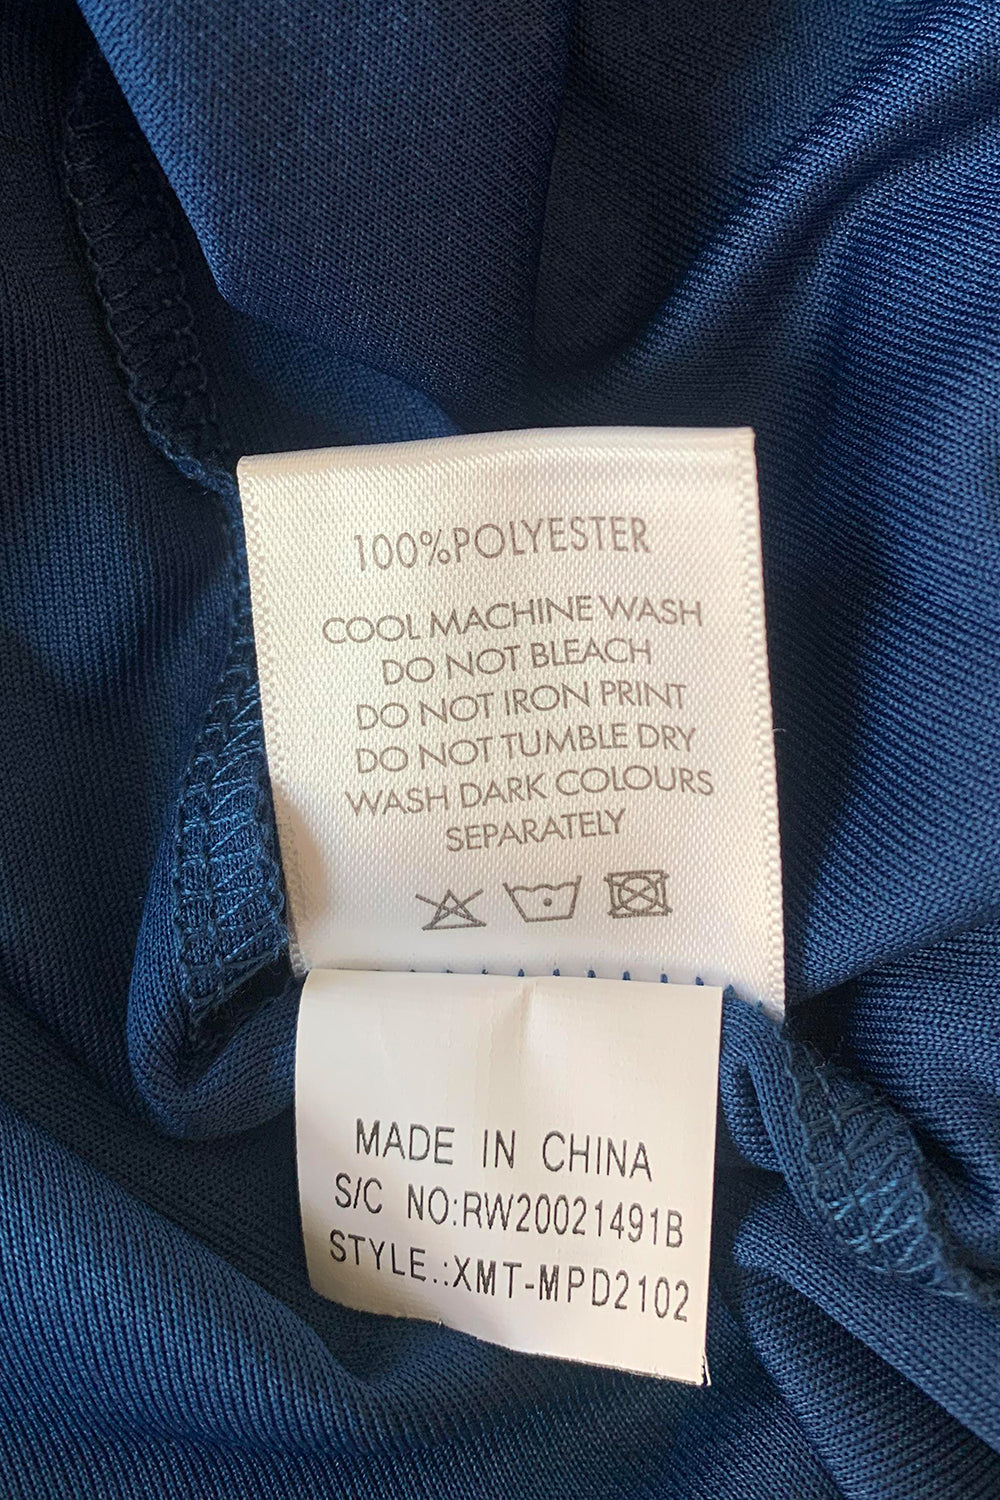 100%POLYESTER
COOL MACHINE WASH
DO NOT BLEACH
DO NOT IRON PRINT
DO NOT TUMBLE DRY
WASH DARK COLOURS
SEPARATELY
MADE IN CHINA
S/C NO:RW20021491B
STYLE.:XMT-MPD2102